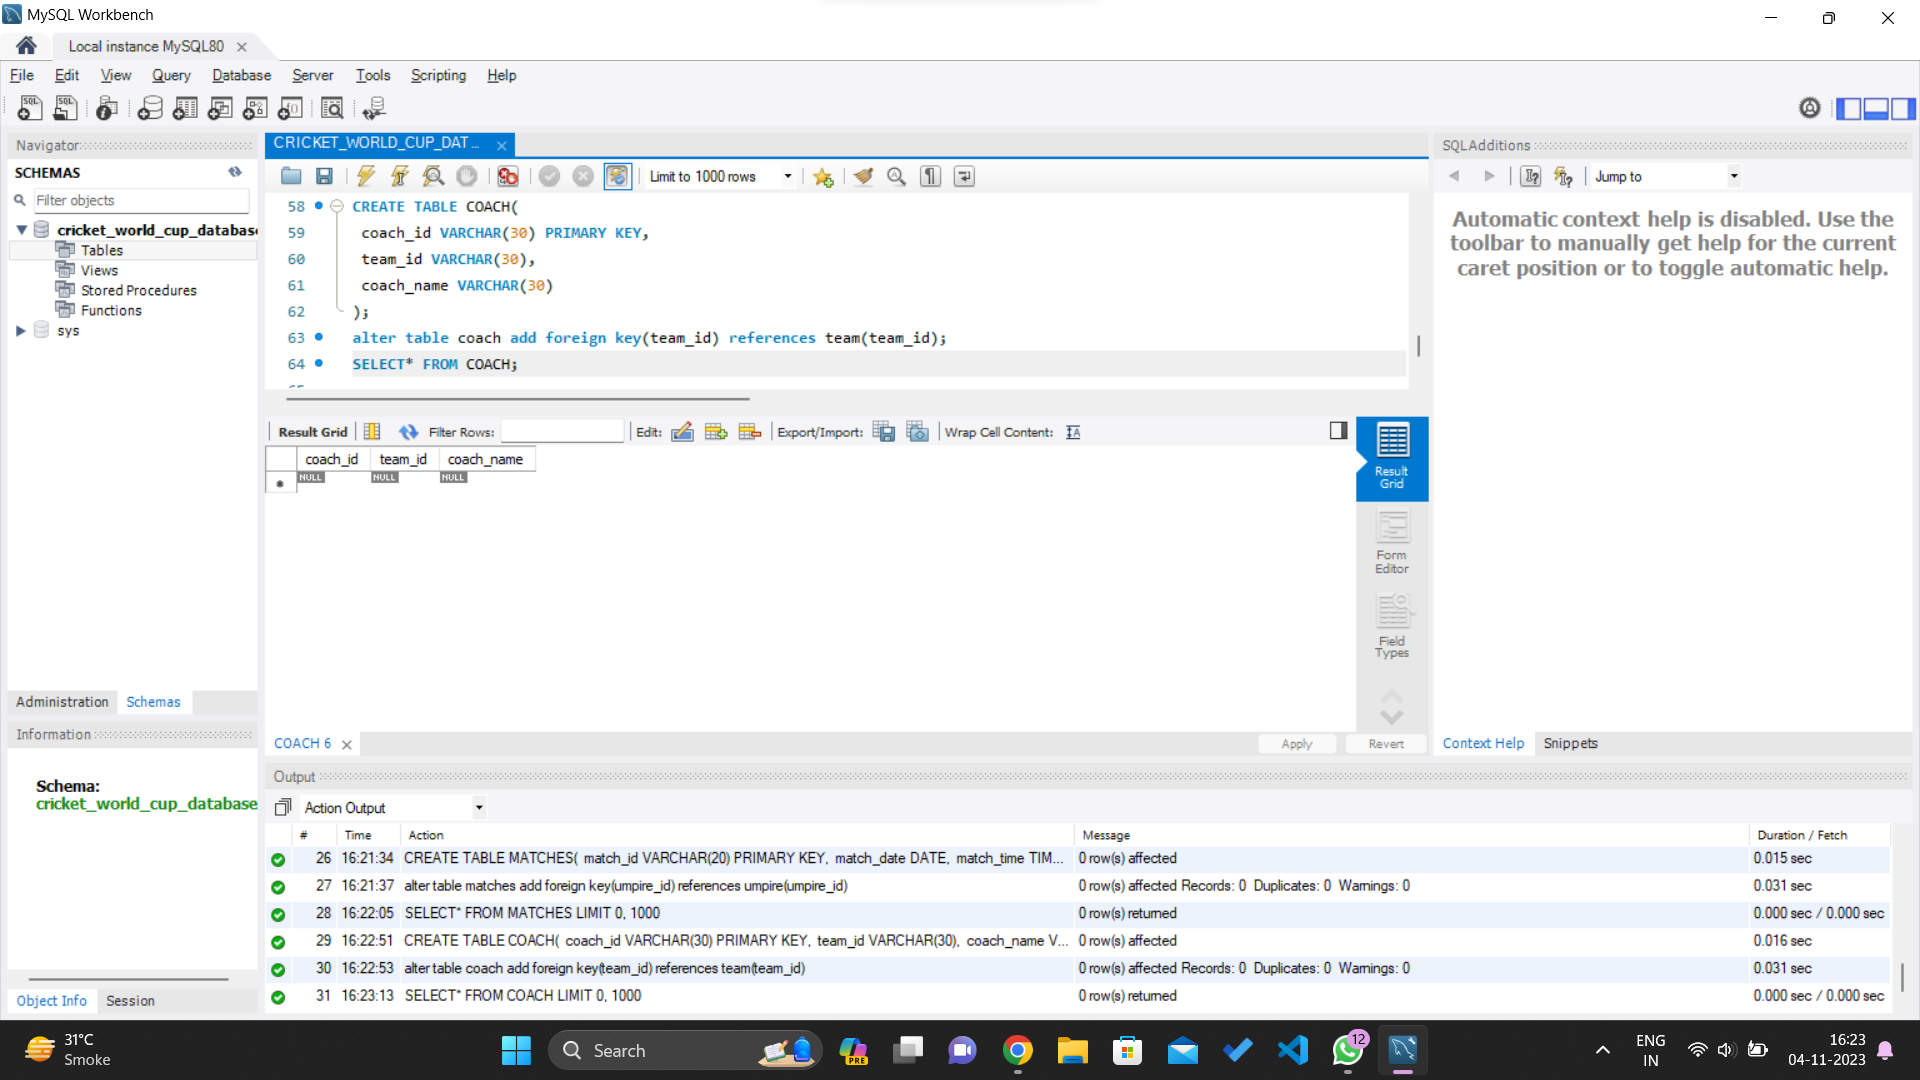 MySQL Workbench
Local instance MySQL80
File Edit View Query Database Server Tools Scripting Help
Navigator
SCHEMAS
Filter objects
cricket_world_cup_databas
Tables
Views
Stored Procedures
Functions
sys
Administration Schemas
Information
Schema:
cricket_world_cup_database
Object Info Session
CRICKET_WORLD_CUP_DAT...
Limit to 1000 rows
58 CREATE TABLE COACH(
59 coach_id VARCHAR(30) PRIMARY KEY,
60 team_id VARCHAR(30),
61 coach_name VARCHAR(30)
62 );
63 alter table coach add foreign key(team_id) references team(team_id);
64 SELECT* FROM COACH;
Result Grid Filter Rows: Edit: Export/Import: Wrap Cell Content:
coach_id team_id coach_name
NULL NULL NULL
Result
Grid
Form
Editor
Field
Types
COACH 6
Apply Revert
SQLAdditions
Jump to
Automatic context help is disabled. Use the
toolbar to manually get help for the current
caret position or to toggle automatic help.
Context Help Snippets
Output
Action Output
# Time Action Message Duration / Fetch
26 16:21:34 CREATE TABLE MATCHES( match_id VARCHAR(20) PRIMARY KEY, match_date DATE, match_time TIM... 0 row(s) affected 0.015 sec
27 16:21:37 alter table matches add foreign key(umpire_id) references umpire(umpire_id) 0 row(s) affected Records: 0 Duplicates: 0 Warnings: 0 0.031 sec
28 16:22:05 SELECT* FROM MATCHES LIMIT 0, 1000 0 row(s) returned 0.000 sec / 0.000 sec
29 16:22:51 CREATE TABLE COACH( coach_id VARCHAR(30) PRIMARY KEY, team_id VARCHAR(30), coach_name V... 0 row(s) affected 0.016 sec
30 16:22:53 alter table coach add foreign key(team_id) references team(team_id) 0 row(s) affected Records: 0 Duplicates: 0 Warnings: 0 0.031 sec
31 16:23:13 SELECT* FROM COACH LIMIT 0, 1000 0 row(s) returned 0.000 sec / 0.000 sec
31°C
Smoke
Search
PRE
12
ENG
IN
16:23
04-11-2023